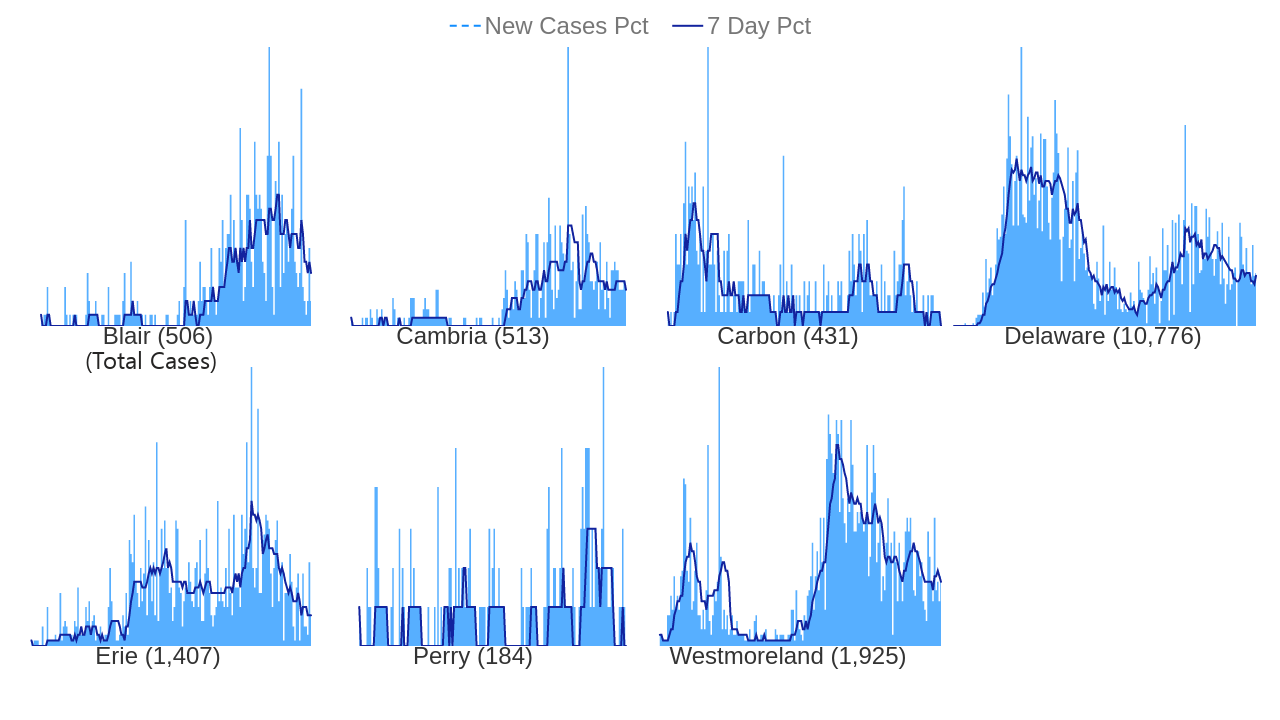 New Cases Pct 7 Day Pct
Blair (506) Cambria (513) Carbon (431) Delaware (10,776)
(Total Cases)
Erie (1,407) Perry (184) Westmoreland (1,925)